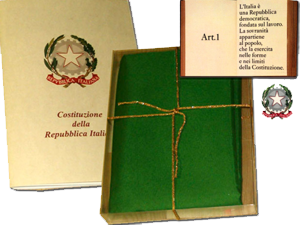 Costituzione
della
Repubblica Italia
Art.1
L'Italia è
una Repubblica
democratica,
fondata sul lavoro.
La sovranità
appartiene
al popolo,
che la esercita
nelle forme
e nei limiti
della Costituzione.